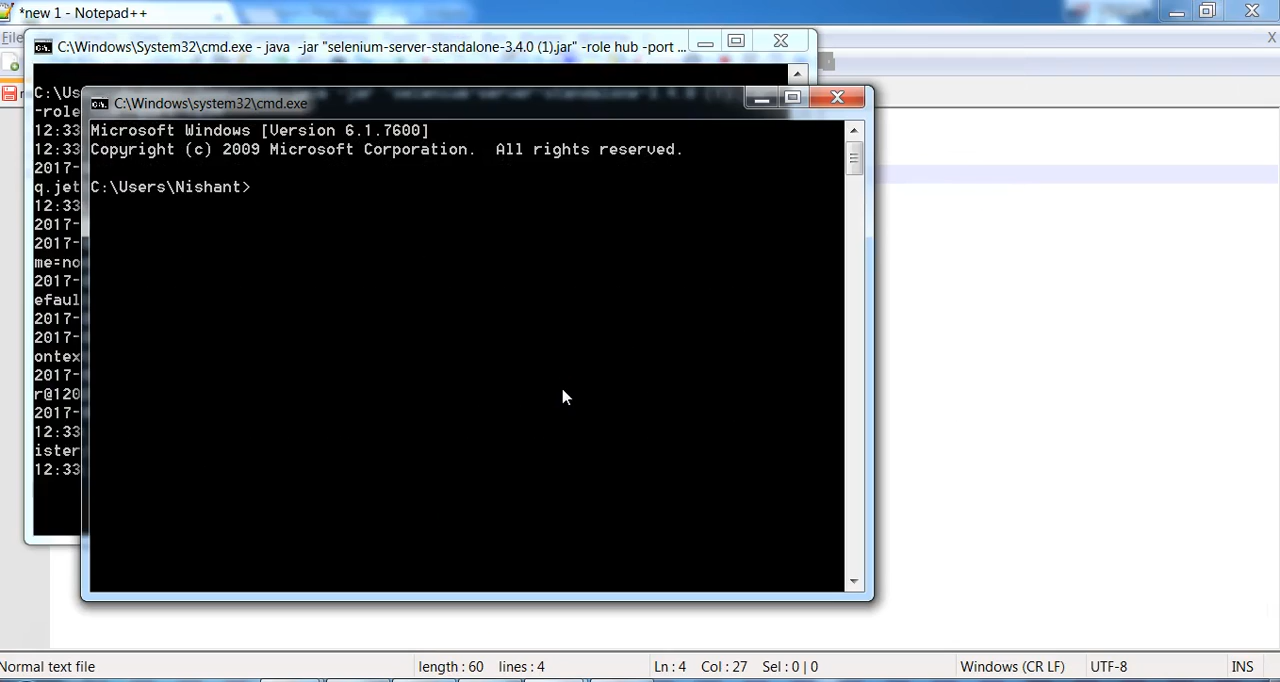 *new 1 - Notepad++
File
C:\Windows\System32\cmd.exe - java -jar "selenium-server-standalone-3.4.0 (1).jar" -role hub -port ...
C:\Us
-role
C:\Windows\system32\cmd.exe
Microsoft Windows [Version 6.1.7600]
Copyright (c) 2009 Microsoft Corporation. All rights reserved.
C:\Users\Nishant>
12:33
12:33
2017-
q.jet
12:33
2017-
2017-
me=no
2017-
efaul
2017-
2017-
ontex
2017-
r@120
2017-
12:33
ister
12:33
Normal text file
length : 60 lines : 4
Ln : 4 Col : 27 Sel : 0 | 0
Windows (CR LF)
UTF-8
INS